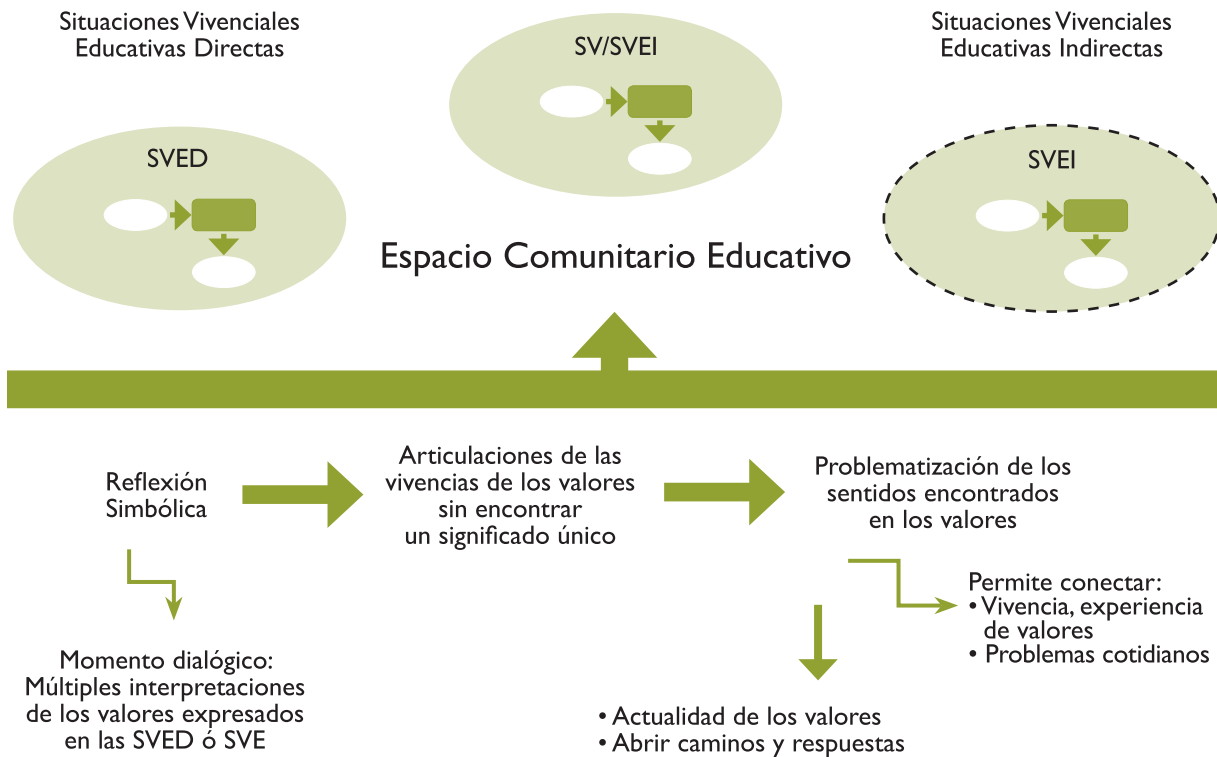 Situaciones Vivenciales
Educativas Directas
SV/SVEI
Situaciones Vivenciales
Educativas Indirectas
SVED
SVEI
Espacio Comunitario Educativo
Reflexión
Simbólica
Articulaciones de las
vivencias de los valores
sin encontrar
un significado único
Problematización de los
sentidos encontrados
en los valores
Permite conectar:
• Vivencia, experiencia
de valores
• Problemas cotidianos
Momento dialógico:
Múltiples interpretaciones
de los valores expresados
en las SVED ó SVE
• Actualidad de los valores
• Abrir caminos y respuestas